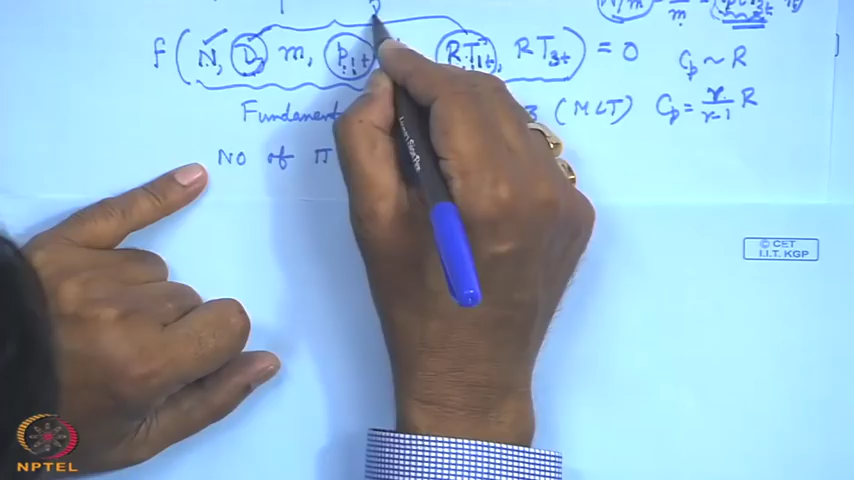 f ( N, D, m, P1t, RT1t, RT3t ) = 0 Cp ~ R
Fundament 3 (MLT) Cp = γ/γ-1 R
No of π
© CET
I.I.T. KGP
NPTEL